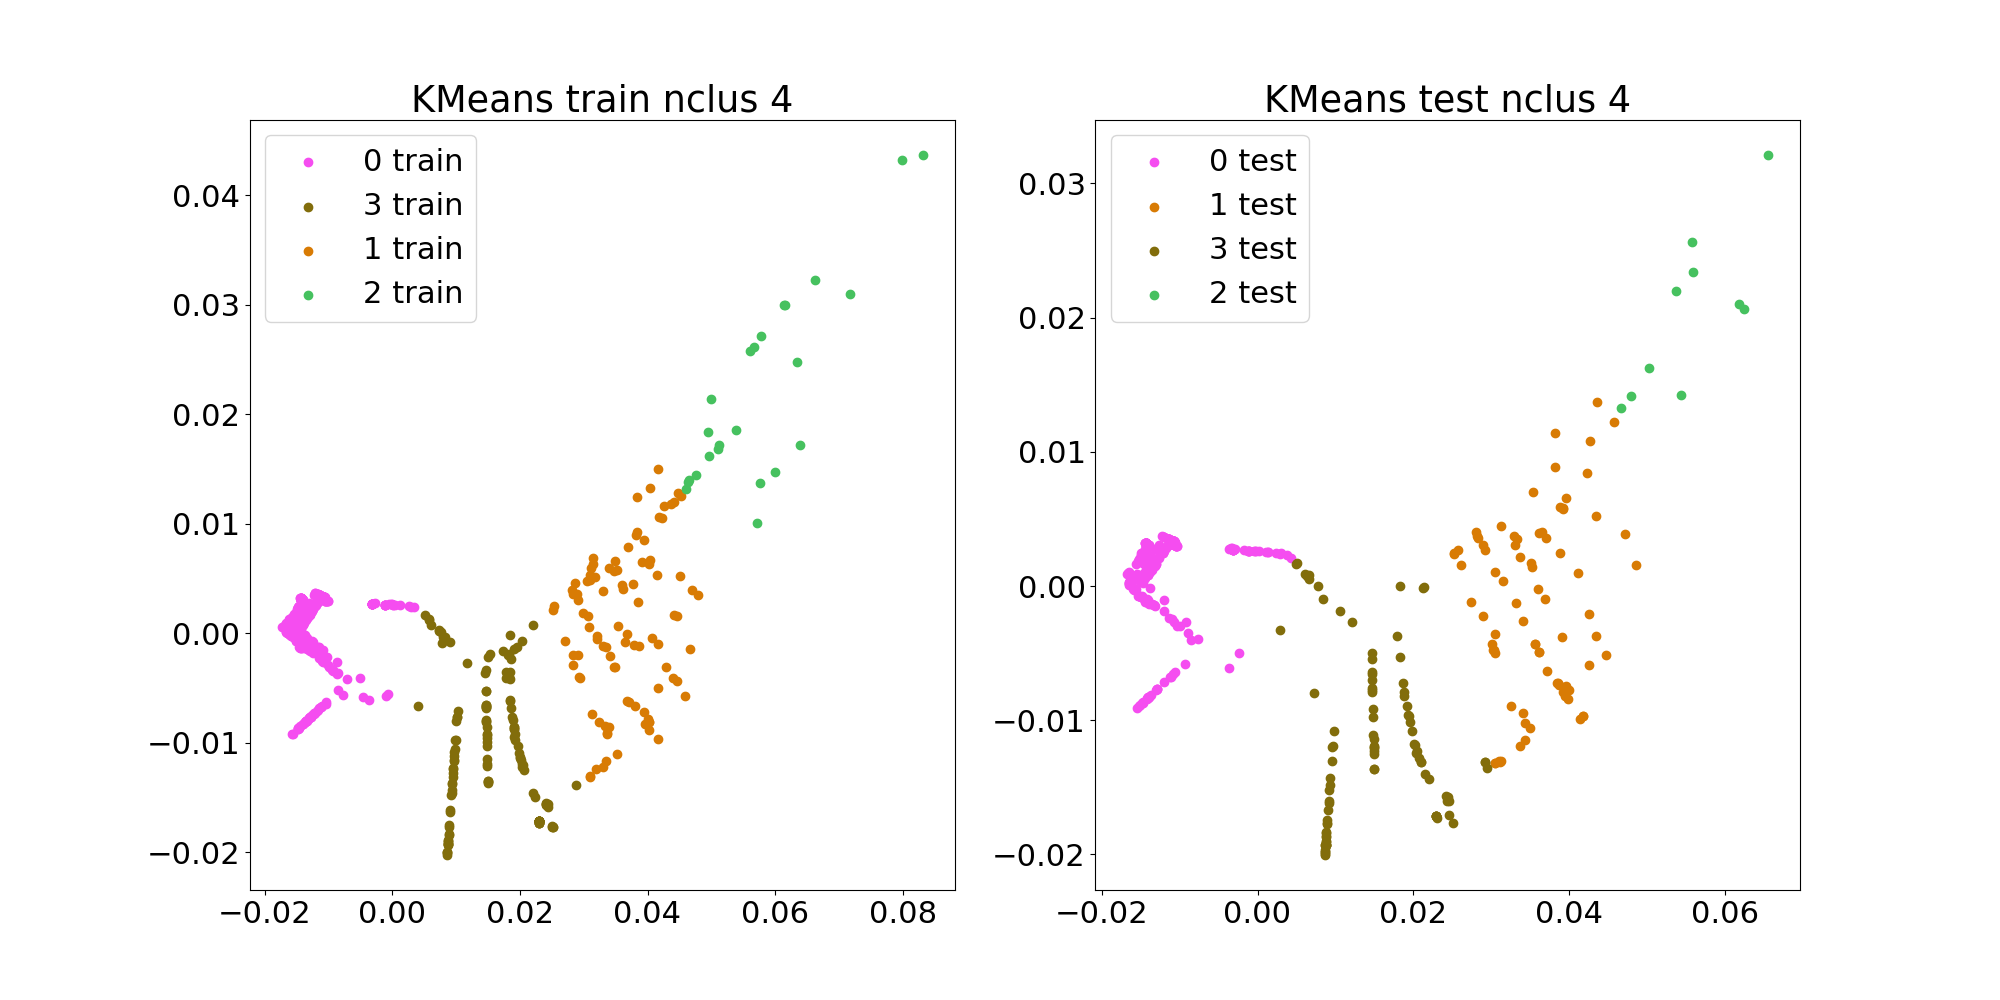 KMeans train nclus 4
0 train
3 train
1 train
2 train
0.04
0.03
0.02
0.01
0.00
−0.01
−0.02
−0.02 0.00 0.02 0.04 0.06 0.08
KMeans test nclus 4
0 test
1 test
3 test
2 test
0.03
0.02
0.01
0.00
−0.01
−0.02
−0.02 0.00 0.02 0.04 0.06